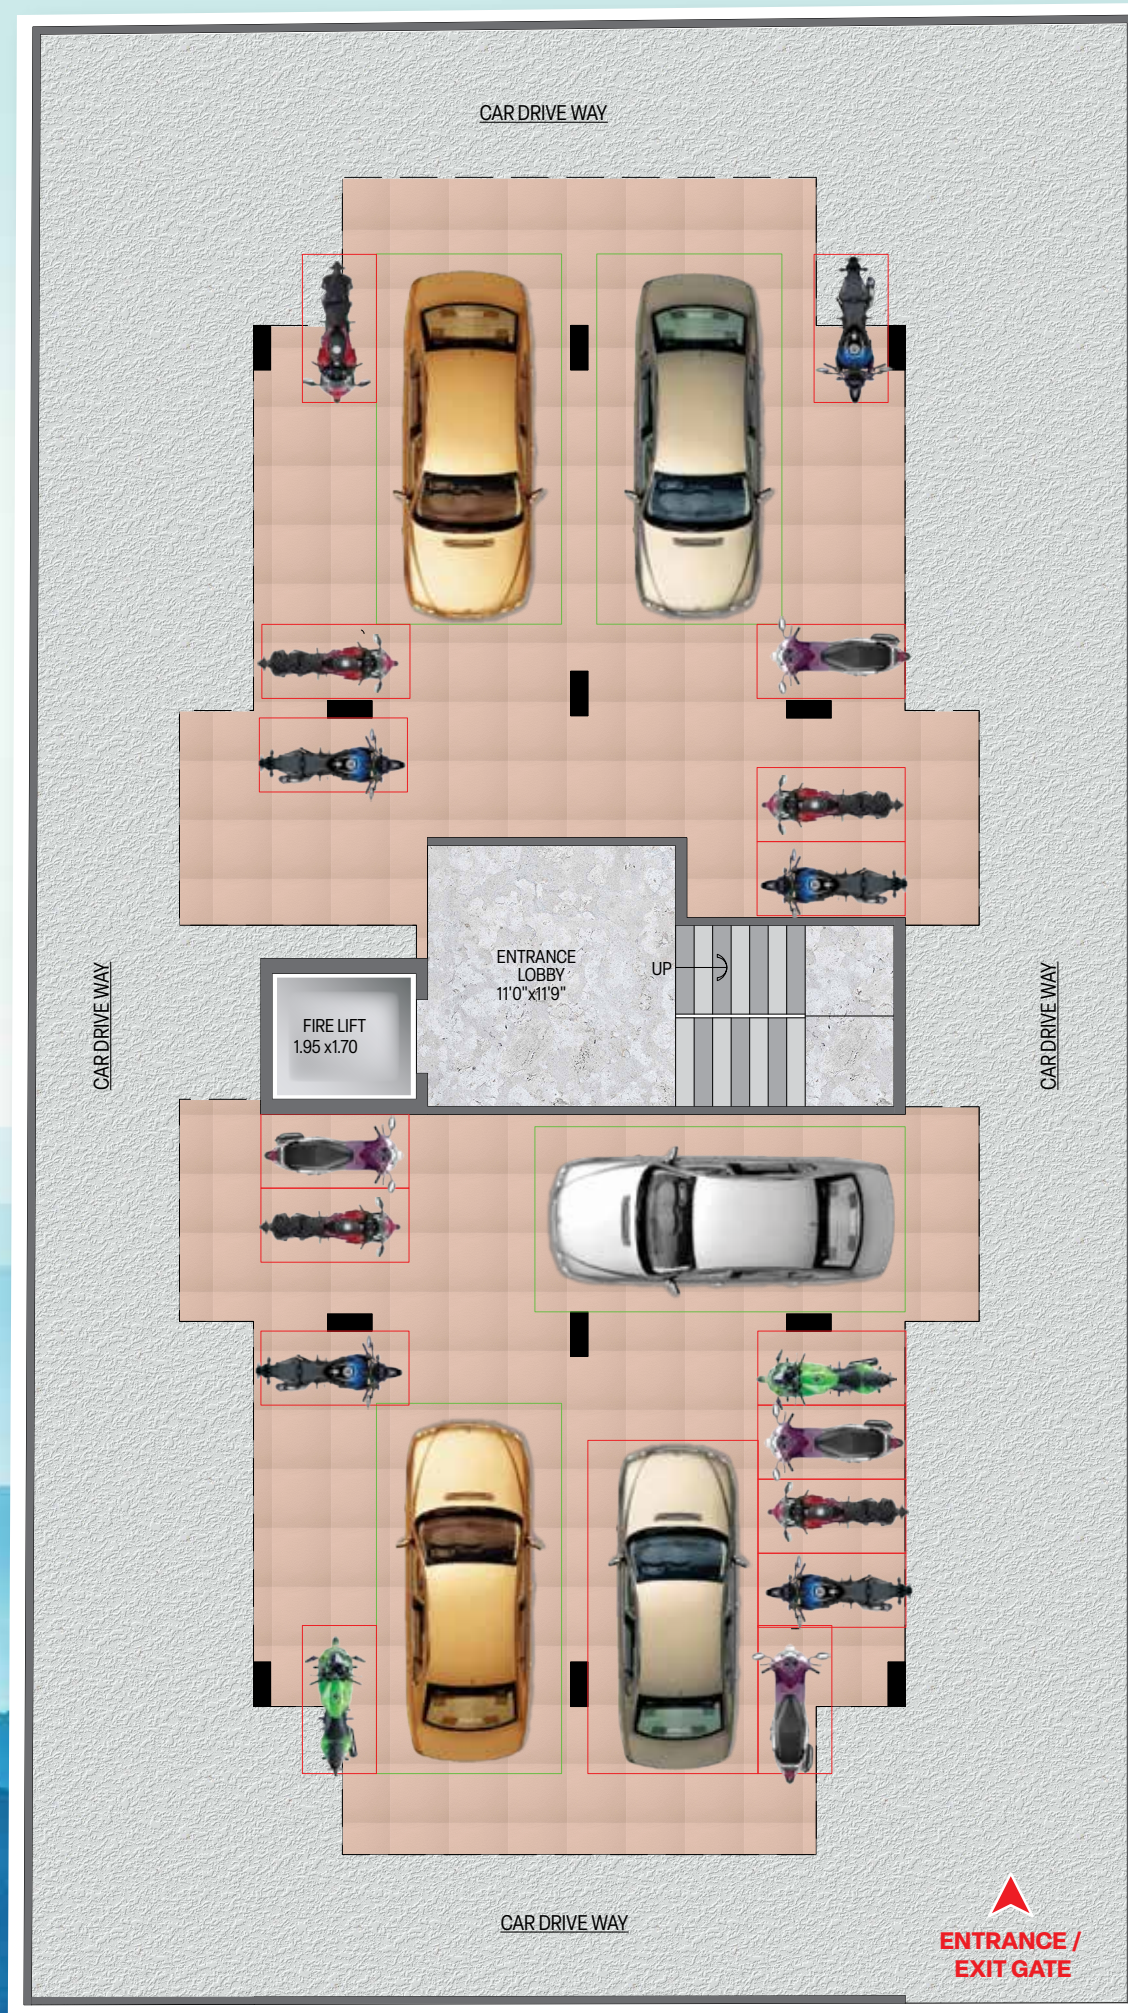 CAR DRIVE WAY
ENTRANCE
LOBBY
11'0"x11'9"
UP
CAR DRIVE WAY
FIRE LIFT
1.95 x1.70
CAR DRIVE WAY
CAR DRIVE WAY
ENTRANCE /
EXIT GATE